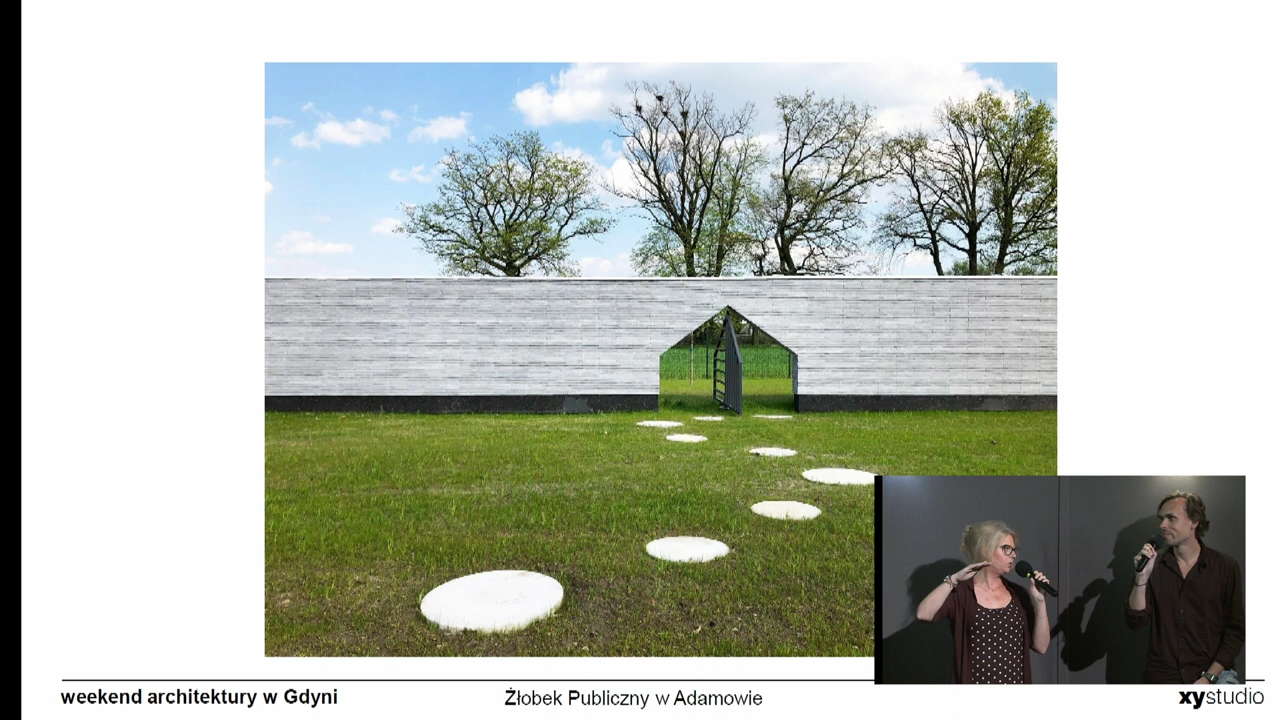 weekend architektury w Gdyni
Żłobek Publiczny w Adamowie
xystudio